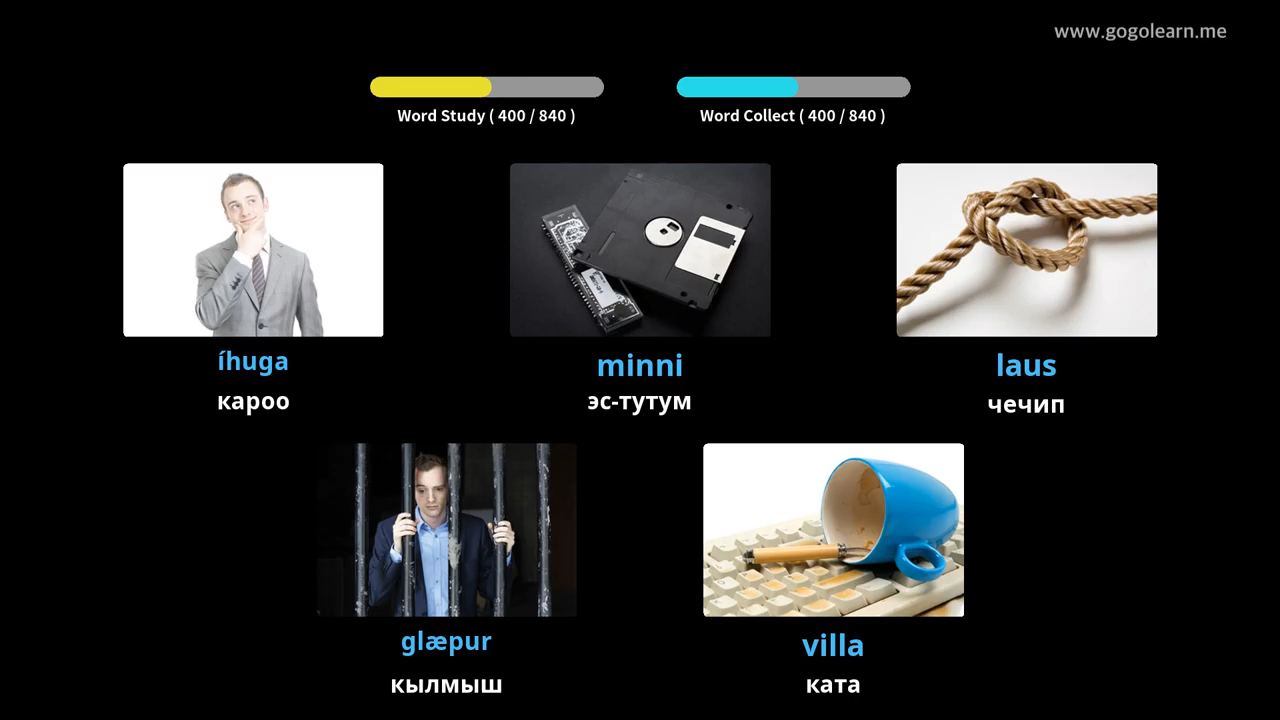 www.gogolearn.me
Word Study ( 400 / 840 )
Word Collect ( 400 / 840 )
íhuga
кароо
minni
эс-тутум
laus
чечип
glæpur
кылмыш
villa
ката